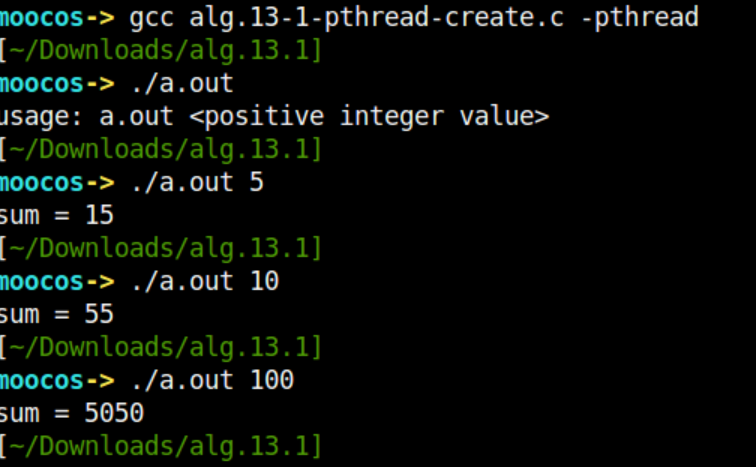 moocos-> gcc alg.13-1-pthread-create.c -pthread
[~/Downloads/alg.13.1]
moocos-> ./a.out
usage: a.out <positive integer value>
[~/Downloads/alg.13.1]
moocos-> ./a.out 5
sum = 15
[~/Downloads/alg.13.1]
moocos-> ./a.out 10
sum = 55
[~/Downloads/alg.13.1]
moocos-> ./a.out 100
sum = 5050
[~/Downloads/alg.13.1]